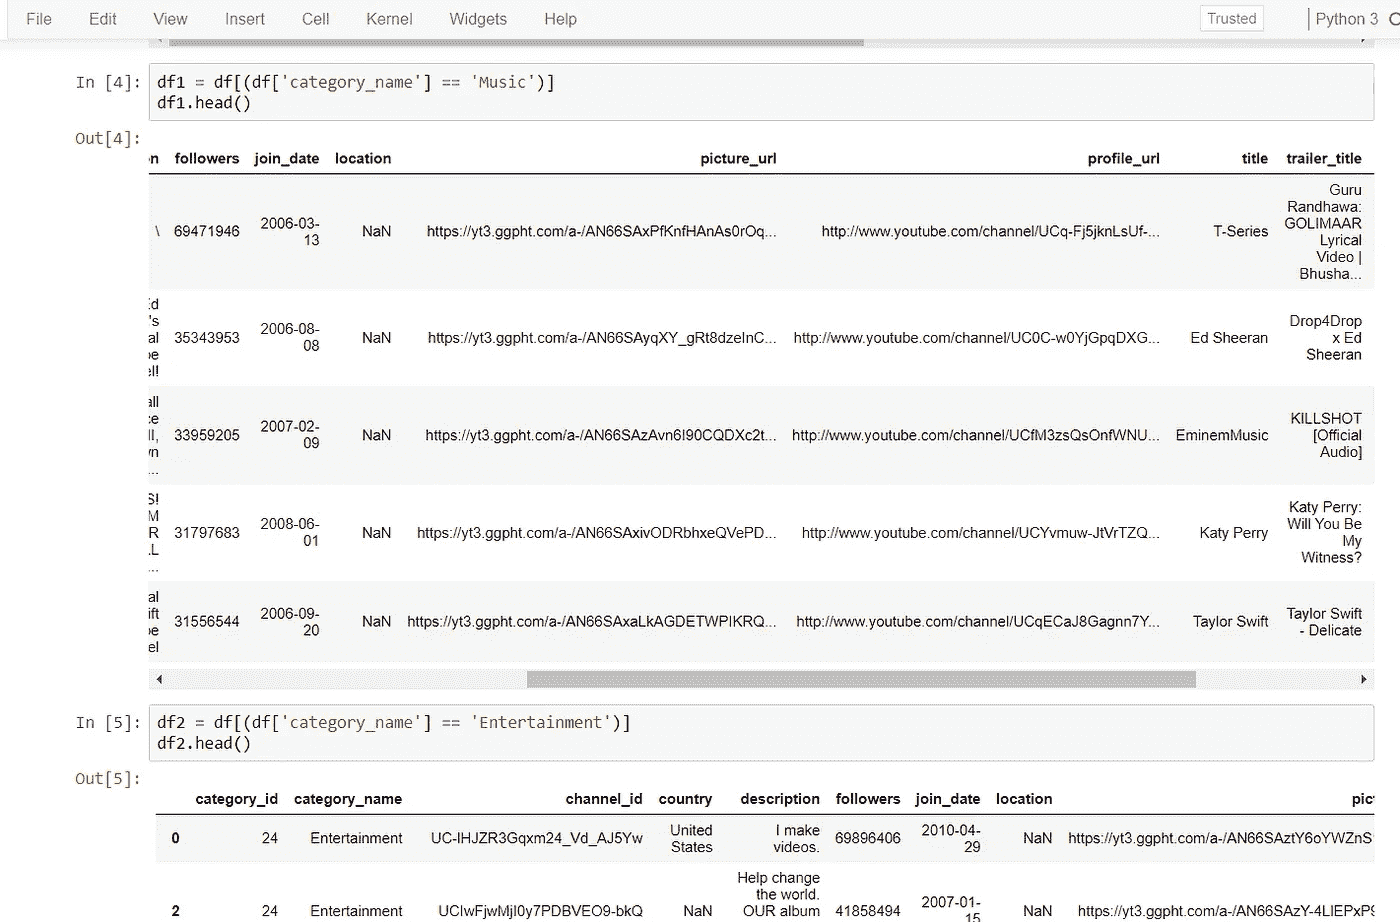 File Edit View Insert Cell Kernel Widgets Help Trusted Python 3
In [4]: df1 = df[(df['category_name'] == 'Music')]
df1.head()
Out[4]:
followers join_date location picture_url profile_url title trailer_title
\ 69471946 2006-03-13 NaN https://yt3.ggpht.com/a-/AN66SAxPfKnfHAnAs0rOq... http://www.youtube.com/channel/UCq-Fj5jknLsUf-... T-Series Guru Randhawa: GOLIMAAR Lyrical Video | Bhusha...
35343953 2006-08-08 NaN https://yt3.ggpht.com/a-/AN66SAyqXY_gRt8dzeInC... http://www.youtube.com/channel/UC0C-w0YjGpqDXG... Ed Sheeran Drop4Drop x Ed Sheeran
33959205 2007-02-09 NaN https://yt3.ggpht.com/a-/AN66SAzAvn6I90CQDXc2t... http://www.youtube.com/channel/UCfM3zsQsOnfWNU... EminemMusic KILLSHOT [Official Audio]
31797683 2008-06-01 NaN https://yt3.ggpht.com/a-/AN66SAxivODRbhxeQVePD... http://www.youtube.com/channel/UCYvmuw-JtVrTZQ... Katy Perry Katy Perry: Will You Be My Witness?
31556544 2006-09-20 NaN https://yt3.ggpht.com/a-/AN66SAxaLkAGDETWPIKRQ... http://www.youtube.com/channel/UCqECaJ8Gagnn7Y... Taylor Swift Taylor Swift - Delicate
In [5]: df2 = df[(df['category_name'] == 'Entertainment')]
df2.head()
Out[5]:
category_id category_name channel_id country description followers join_date location
0 24 Entertainment UC-lHJZR3Gqxm24_Vd_AJ5Yw United States I make videos. 69896406 2010-04-29 NaN https://yt3.ggpht.com/a-/AN66SAztY6oYWZnS
2 24 Entertainment UClwFjwMjI0y7PDBVEO9-bkQ NaN Help change the world. OUR album 41858494 2007-01-15 NaN https://yt3.ggpht.com/a-/AN66SAzY-4LIEPxP